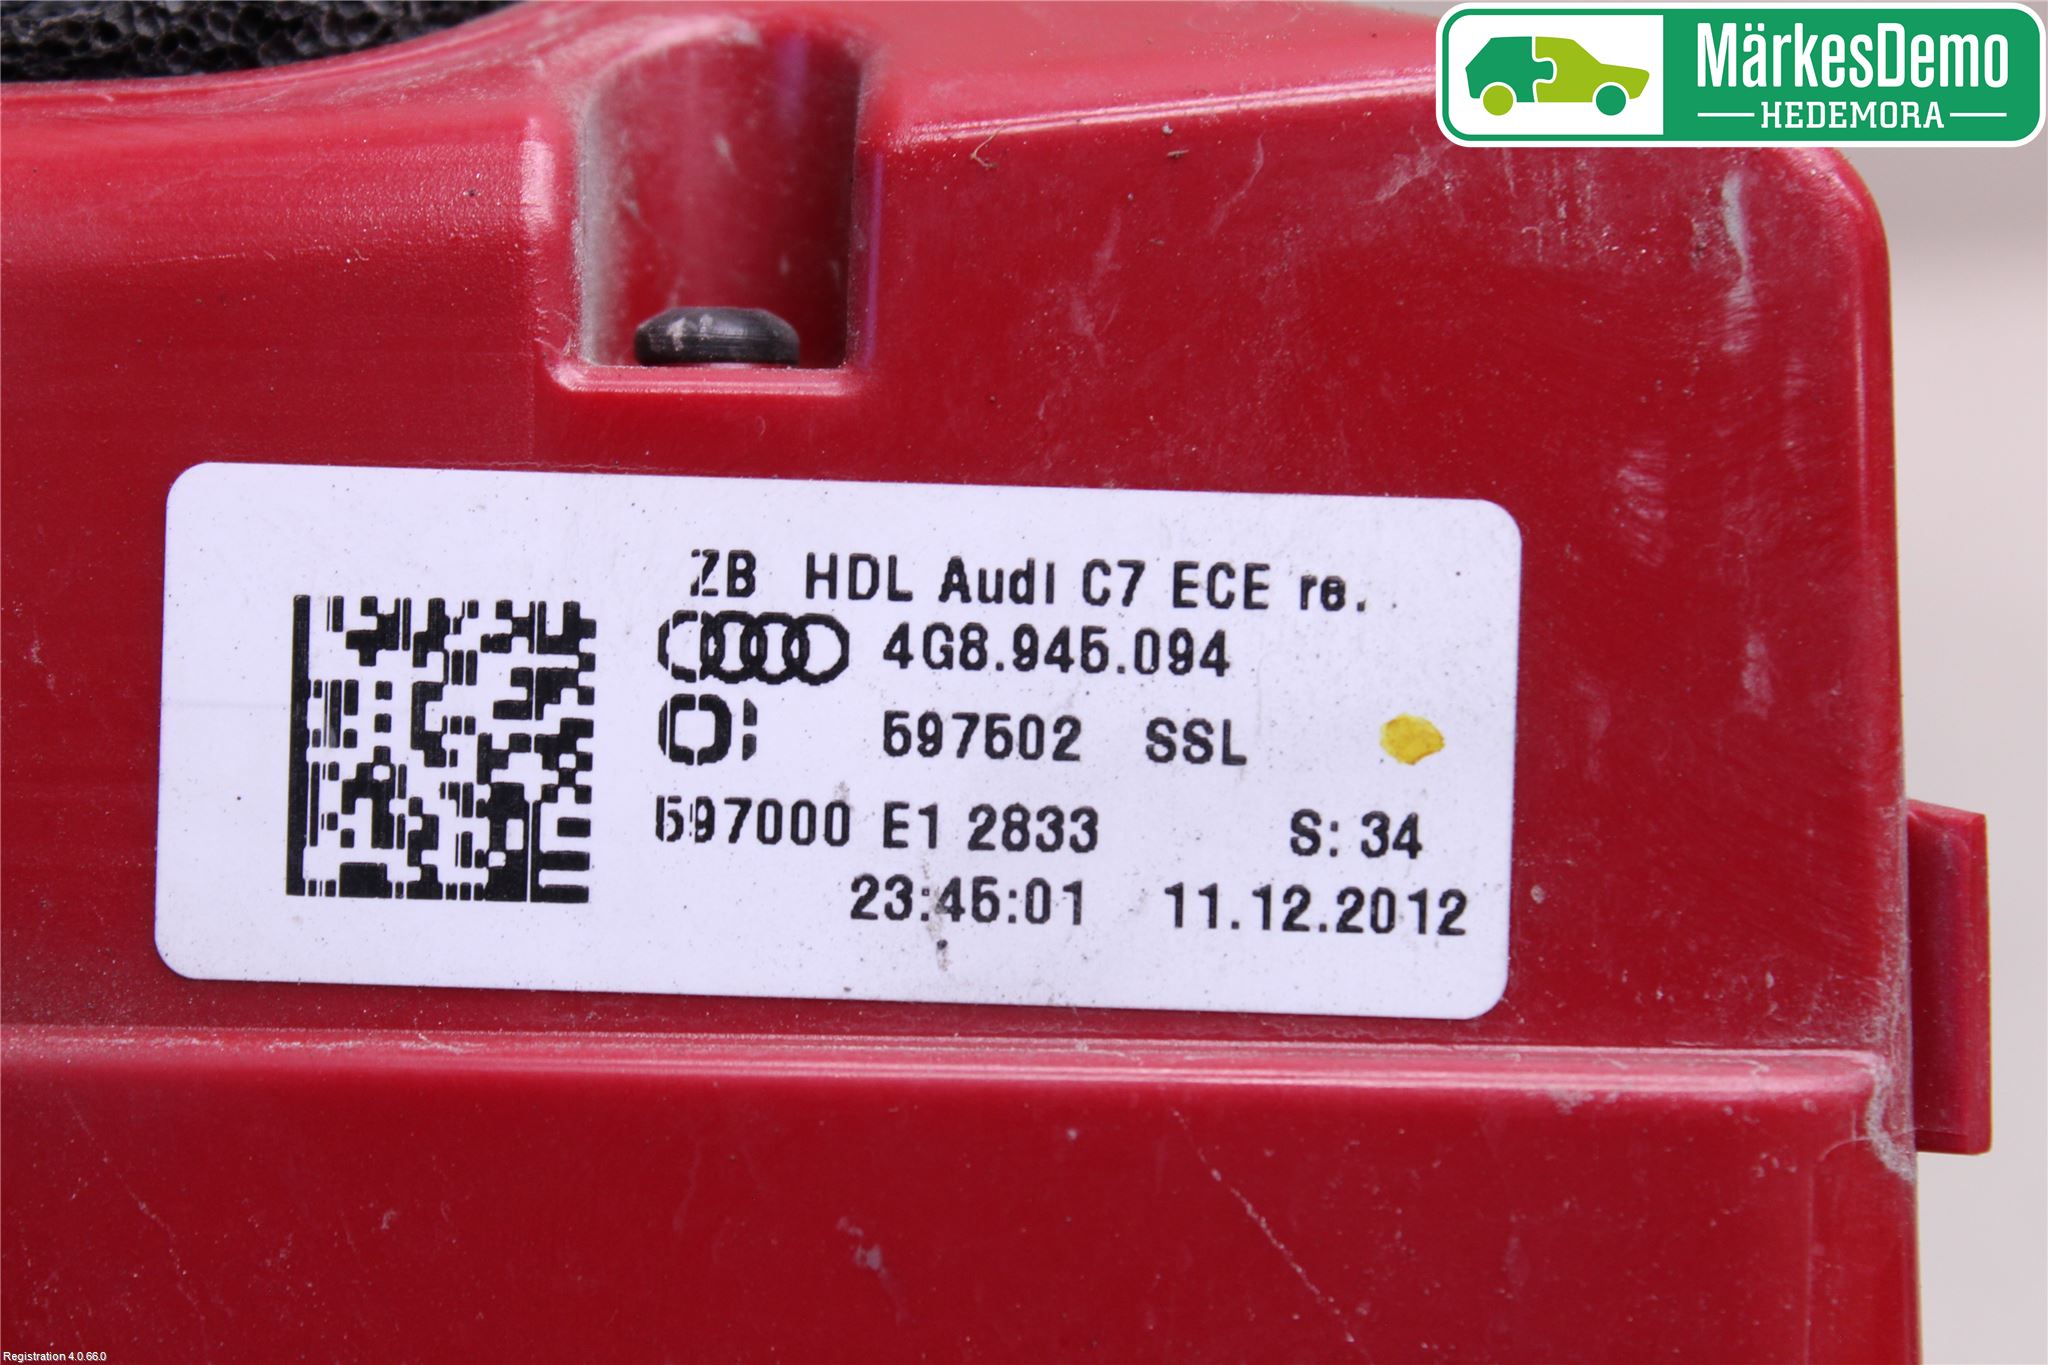 MärkesDemo
HEDEMORA
ZB HDL Audi C7 ECE re.
4G8.945.094
597502 SSL
597000 E1 2833 S: 34
23:45:01 11.12.2012
Registration 4.0.66.0